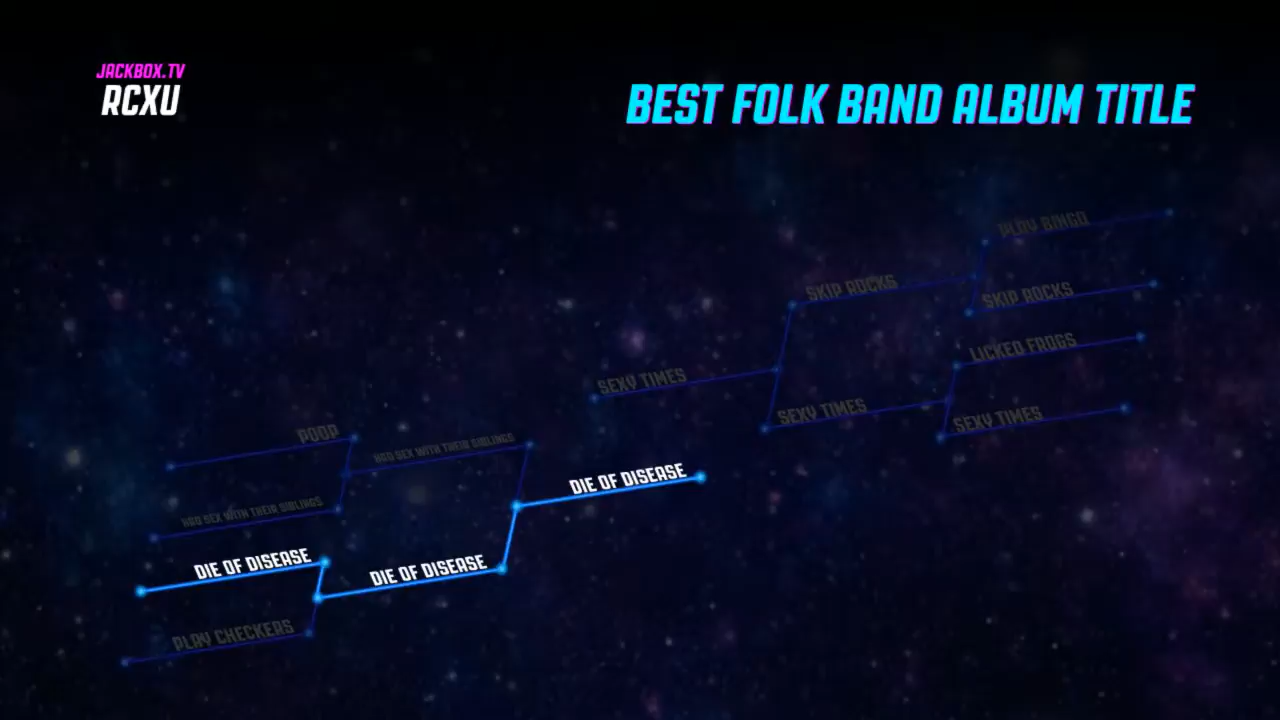 JACKBOX.TV
RCXU
BEST FOLK BAND ALBUM TITLE
PLAY BINGO
SKIP ROCKS
SKIP ROCKS
LICKED FROGS
SEXY TIMES
SEXY TIMES
SEXY TIMES
POOP
HAD SEX WITH THEIR SIBLINGS
HAD SEX WITH THEIR SIBLINGS
DIE OF DISEASE
DIE OF DISEASE
DIE OF DISEASE
PLAY CHECKERS